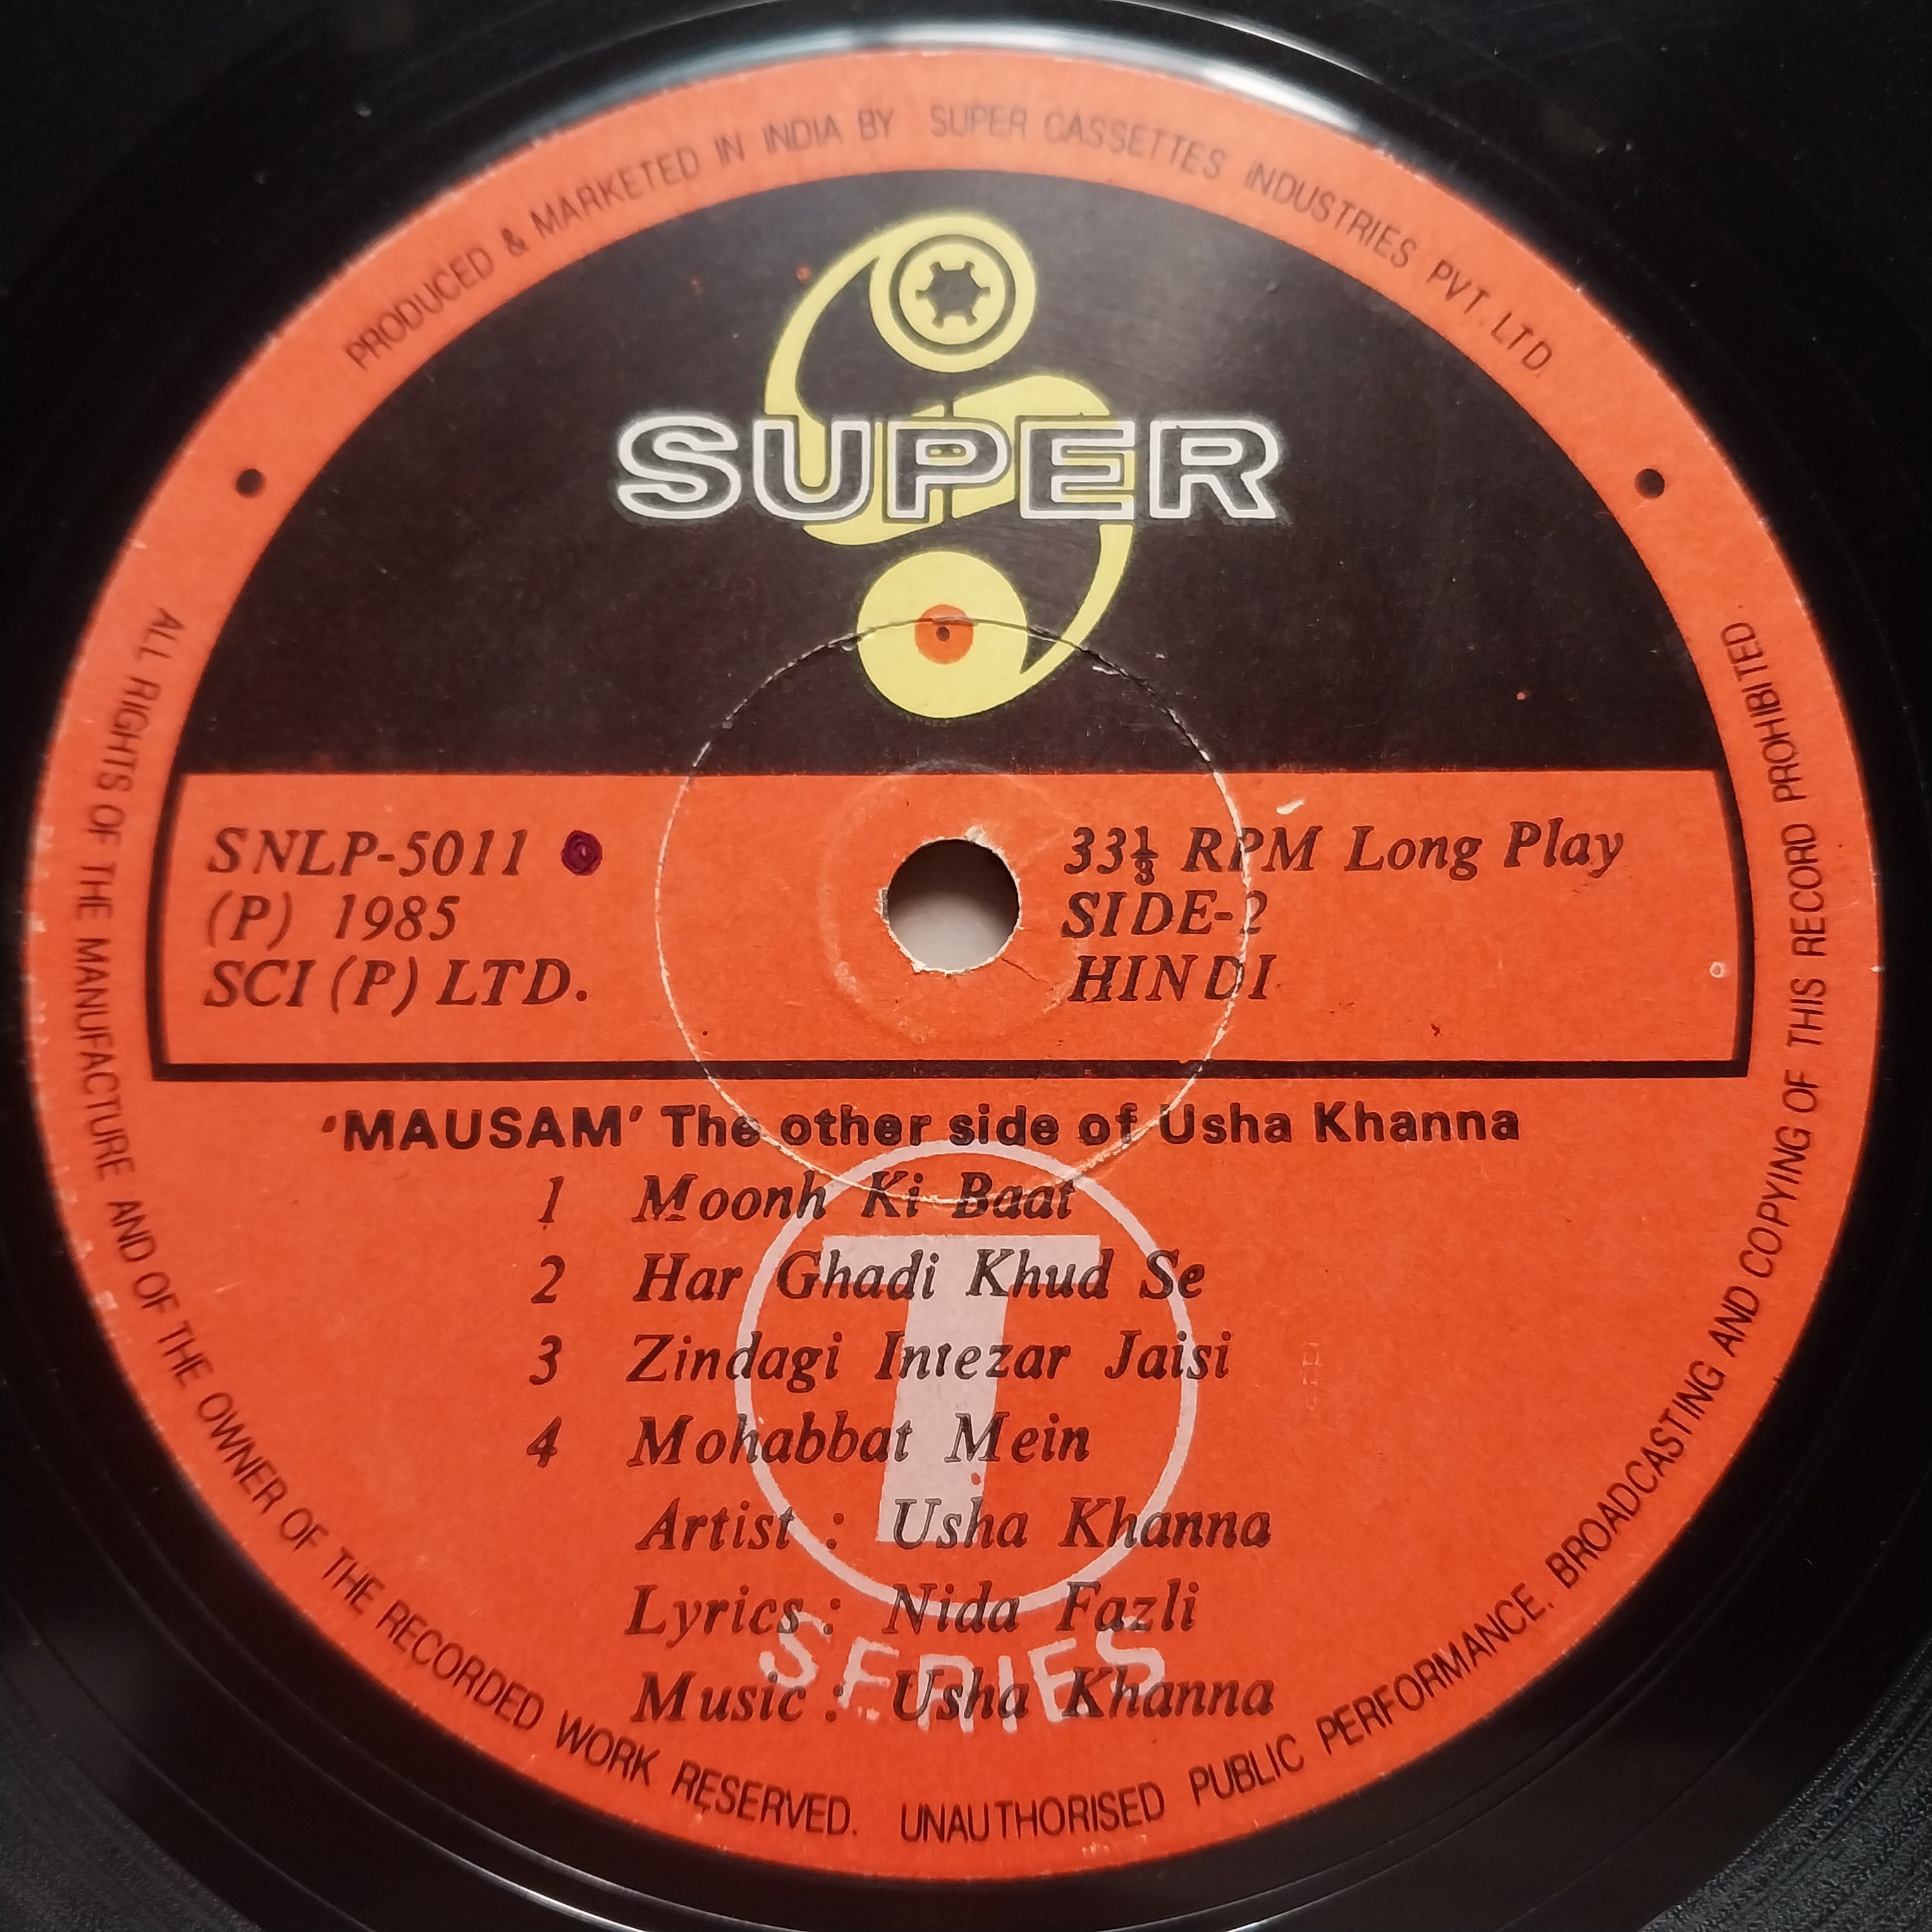 PRODUCED & MARKETED IN INDIA BY SUPER CASSETTES INDUSTRIES PVT. LTD.
SUPER
SNLP-5011
(P) 1985
SCI (P) LTD.
33⅓ RPM Long Play
SIDE-2
HINDI
'MAUSAM' The other side of Usha Khanna
1 Moonh Ki Baat
2 Har Ghadi Khud Se
3 Zindagi Intezar Jaisi
4 Mohabbat Mein
Artist : Usha Khanna
Lyrics : Nida Fazli
Music : Usha Khanna
T
SERIES
ALL RIGHTS OF THE MANUFACTURE AND OF THE OWNER OF THE RECORDED WORK RESERVED. UNAUTHORISED PUBLIC PERFORMANCE, BROADCASTING AND COPYING OF THIS RECORD PROHIBITED